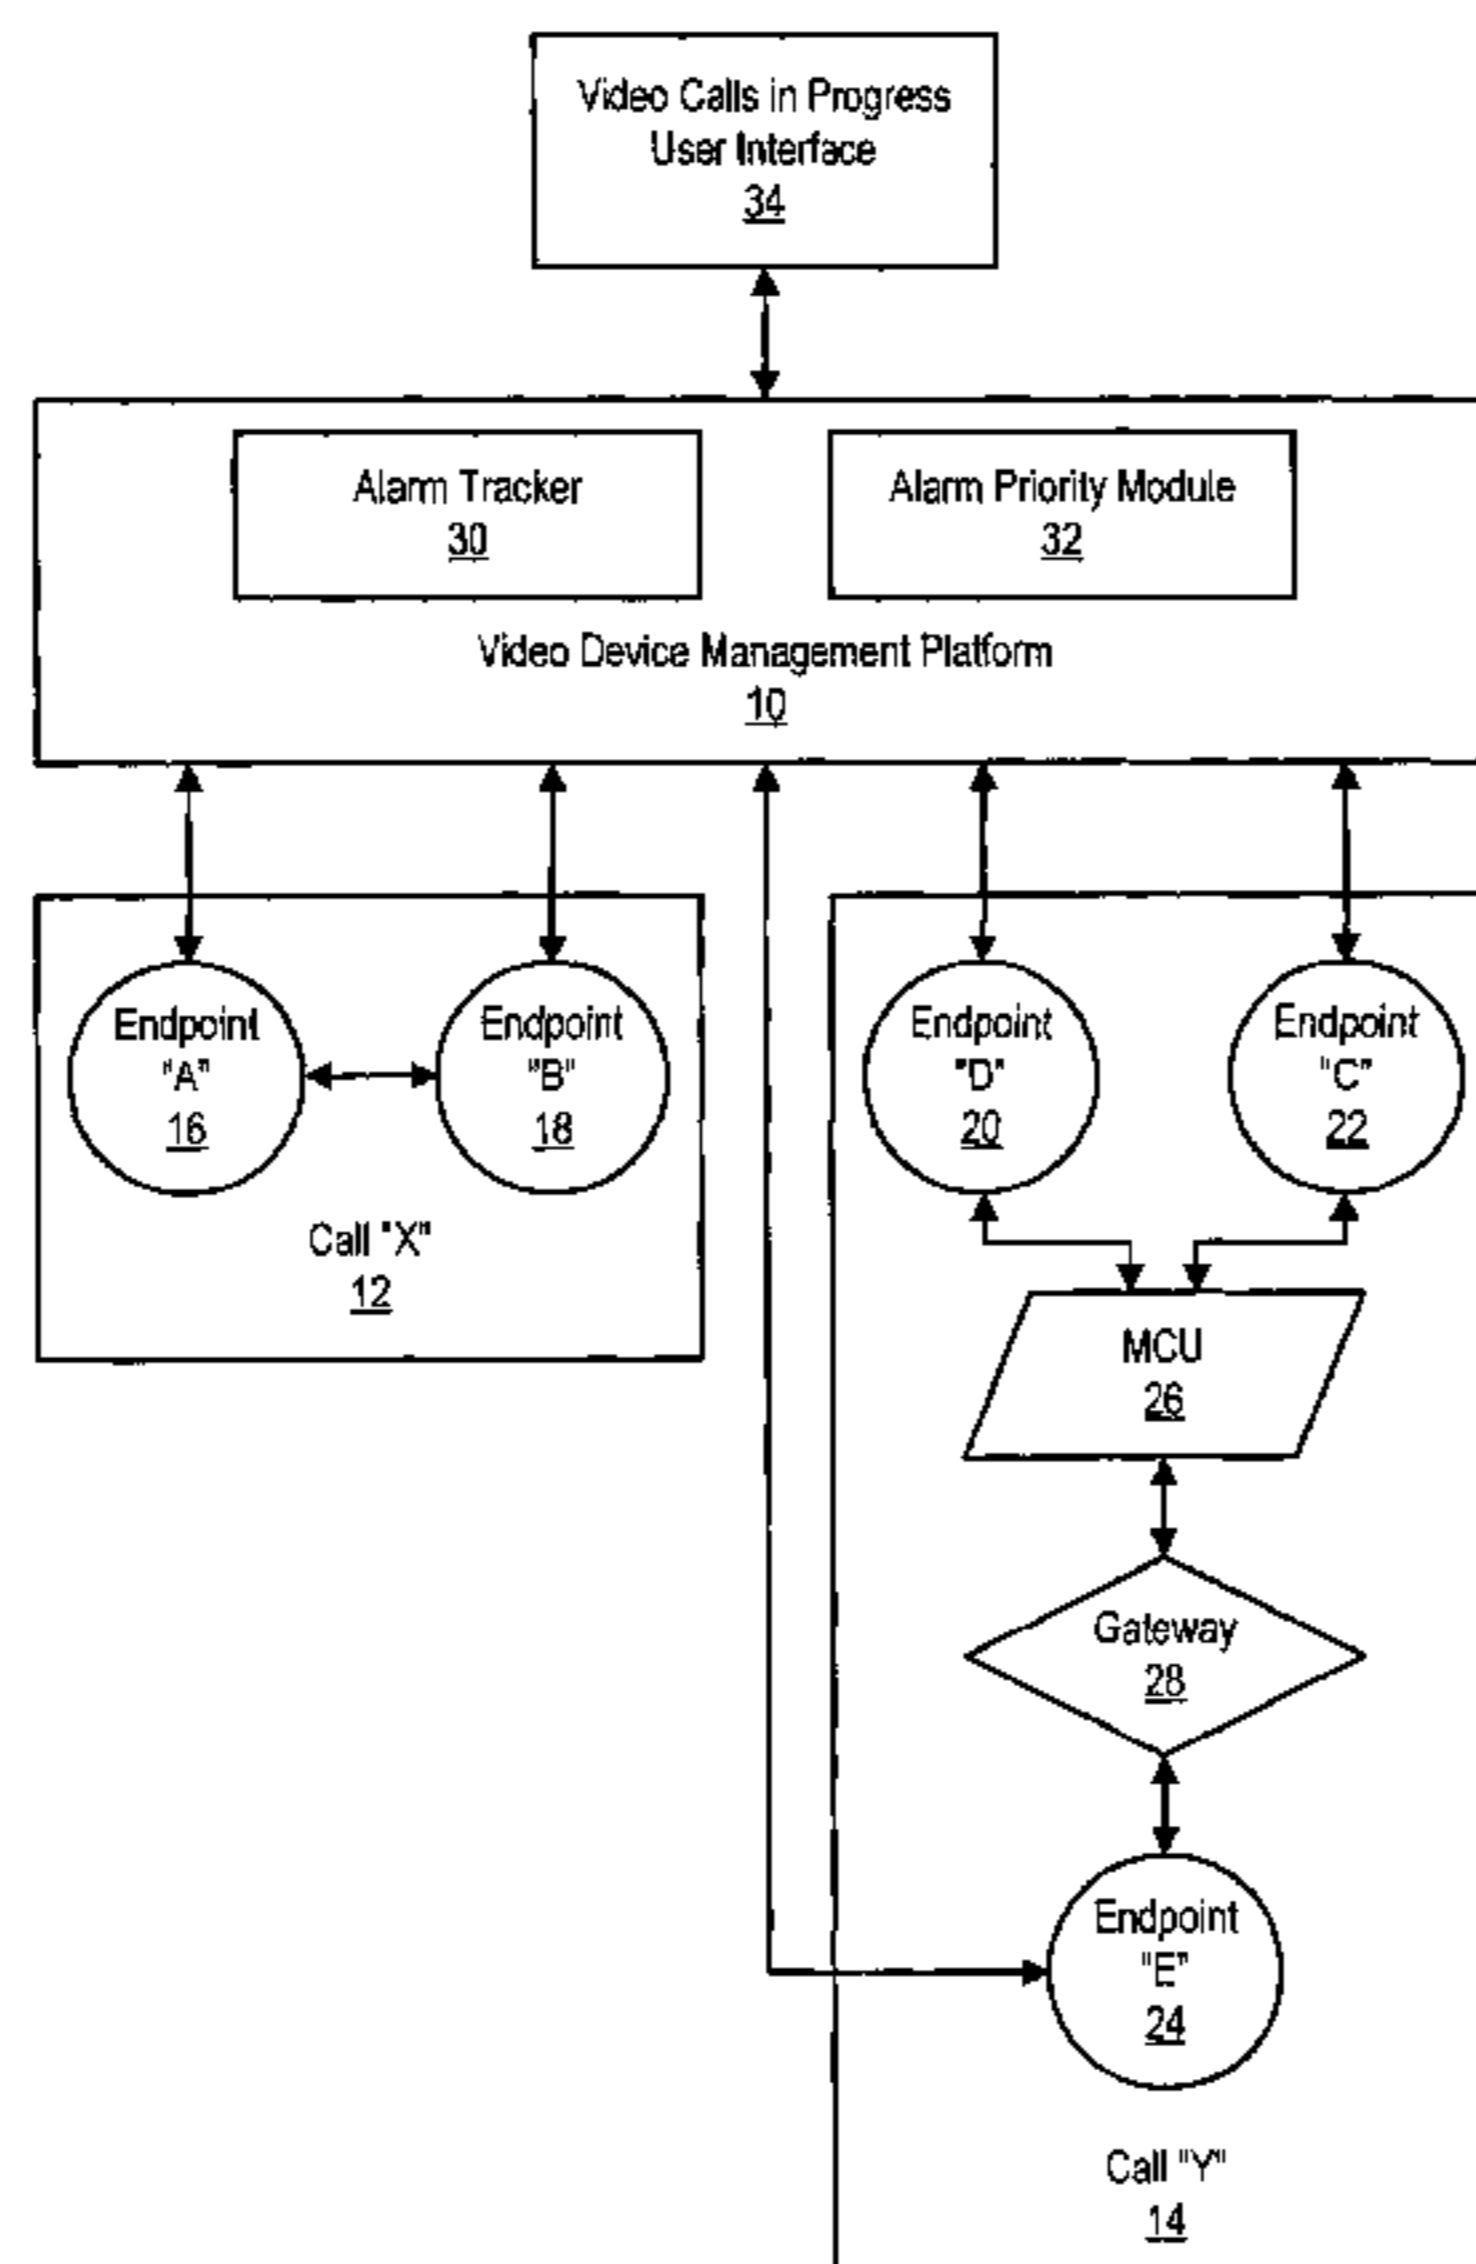 Video Calls in Progress
User Interface
34
Alarm Tracker
30
Alarm Priority Module
32
Video Device Management Platform
10
Endpoint
"A"
16
Endpoint
"B"
18
Call "X"
12
Endpoint
"D"
20
Endpoint
"C"
22
MCU
26
Gateway
28
Endpoint
"E"
24
Call "Y"
14